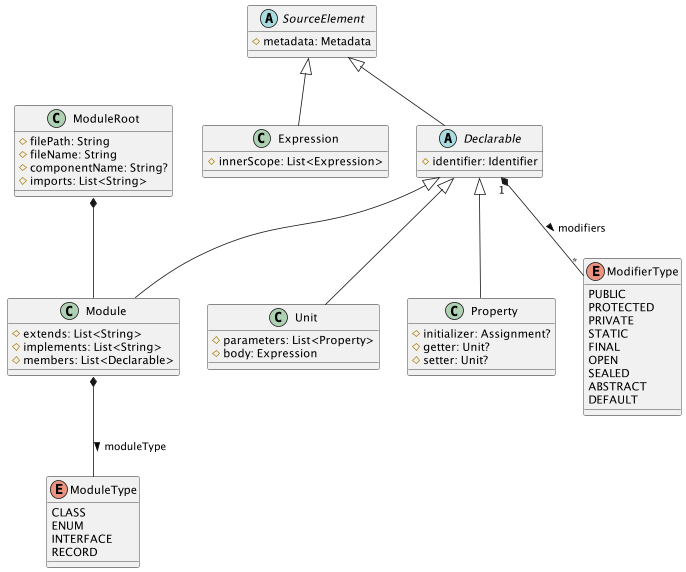 A SourceElement
metadata: Metadata
C ModuleRoot
filePath: String
fileName: String
componentName: String?
imports: List<String>
C Expression
innerScope: List<Expression>
A Declarable
identifier: Identifier
1
modifiers
*
C Module
extends: List<String>
implements: List<String>
members: List<Declarable>
C Unit
parameters: List<Property>
body: Expression
C Property
initializer: Assignment?
getter: Unit?
setter: Unit?
E ModifierType
PUBLIC
PROTECTED
PRIVATE
STATIC
FINAL
OPEN
SEALED
ABSTRACT
DEFAULT
moduleType
E ModuleType
CLASS
ENUM
INTERFACE
RECORD